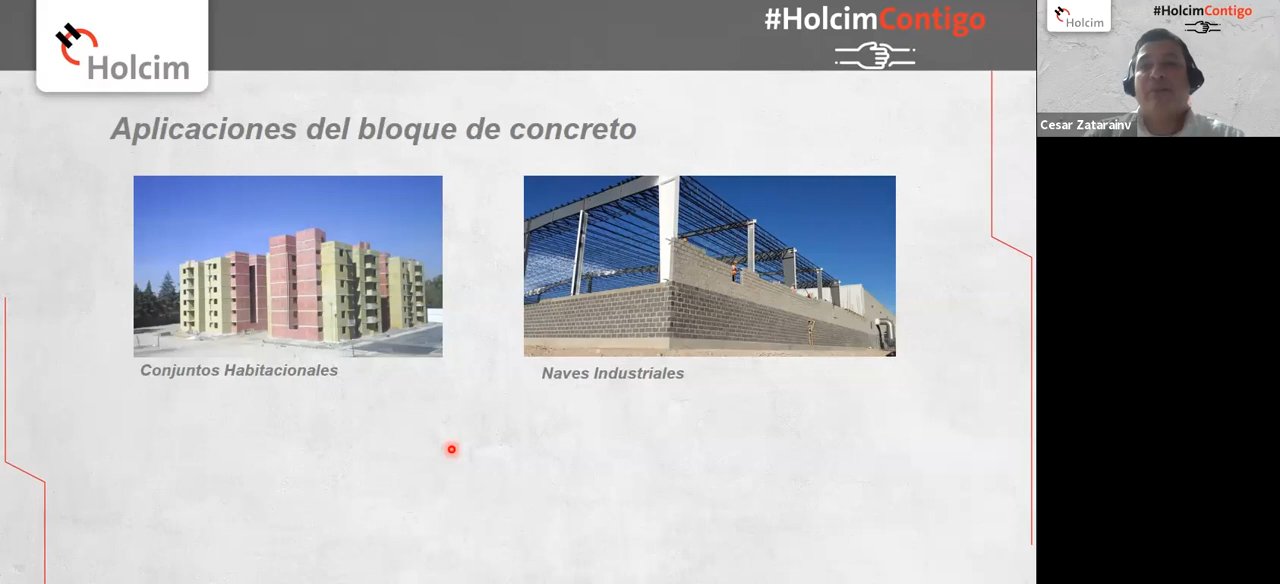 Holcim
#HolcimContigo
Aplicaciones del bloque de concreto
Conjuntos Habitacionales
Naves Industriales
Holcim
#HolcimContigo
Cesar Zatarainv